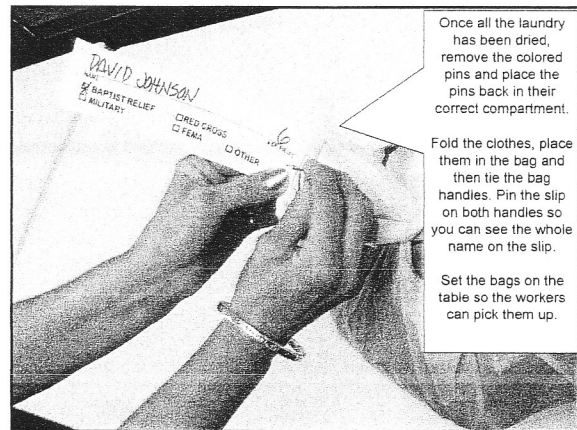 DAVID JOHNSON
NAME
BAPTIST RELIEF
MILITARY
RED CROSS
FEMA
OTHER
6
Once all the laundry
has been dried,
remove the colored
pins and place the
pins back in their
correct compartment.
Fold the clothes, place
them in the bag and
then tie the bag
handles. Pin the slip
on both handles so
you can see the whole
name on the slip.
Set the bags on the
table so the workers
can pick them up.